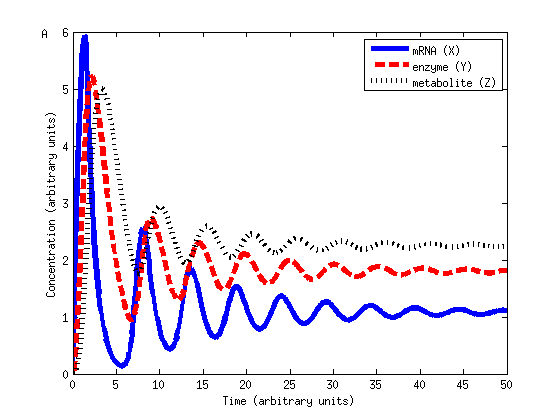 A
6
5
4
3
2
1
0
Concentration (arbitrary units)
mRNA (X)
enzyme (Y)
metabolite (Z)
0 5 10 15 20 25 30 35 40 45 50
Time (arbitrary units)